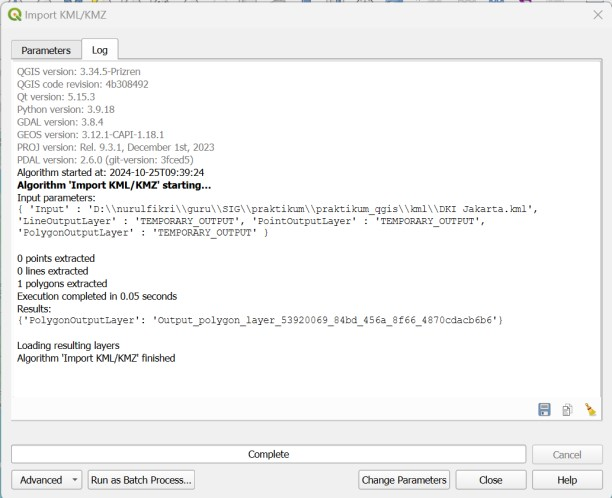 Import KML/KMZ
Parameters
Log
QGIS version: 3.34.5-Prizren
QGIS code revision: 4b308492
Qt version: 5.15.3
Python version: 3.9.18
GDAL version: 3.8.4
GEOS version: 3.12.1-CAPI-1.18.1
PROJ version: Rel. 9.3.1, December 1st, 2023
PDAL version: 2.6.0 (git-version: 3fced5)
Algorithm started at: 2024-10-25T09:39:24
Algorithm 'Import KML/KMZ' starting…
Input parameters:
{ 'Input' : 'D:\\nurulfikri\\guru\\SIG\\praktikum\\praktikum_qgis\\kml\\DKI Jakarta.kml',
'LineOutputLayer' : 'TEMPORARY_OUTPUT', 'PointOutputLayer' : 'TEMPORARY_OUTPUT',
'PolygonOutputLayer' : 'TEMPORARY_OUTPUT' }
0 points extracted
0 lines extracted
1 polygons extracted
Execution completed in 0.05 seconds
Results:
{'PolygonOutputLayer': 'Output_polygon_layer_53920069_84bd_456a_8f66_4870cdacb6b6'}
Loading resulting layers
Algorithm 'Import KML/KMZ' finished
Complete
Cancel
Advanced
Run as Batch Process…
Change Parameters
Close
Help